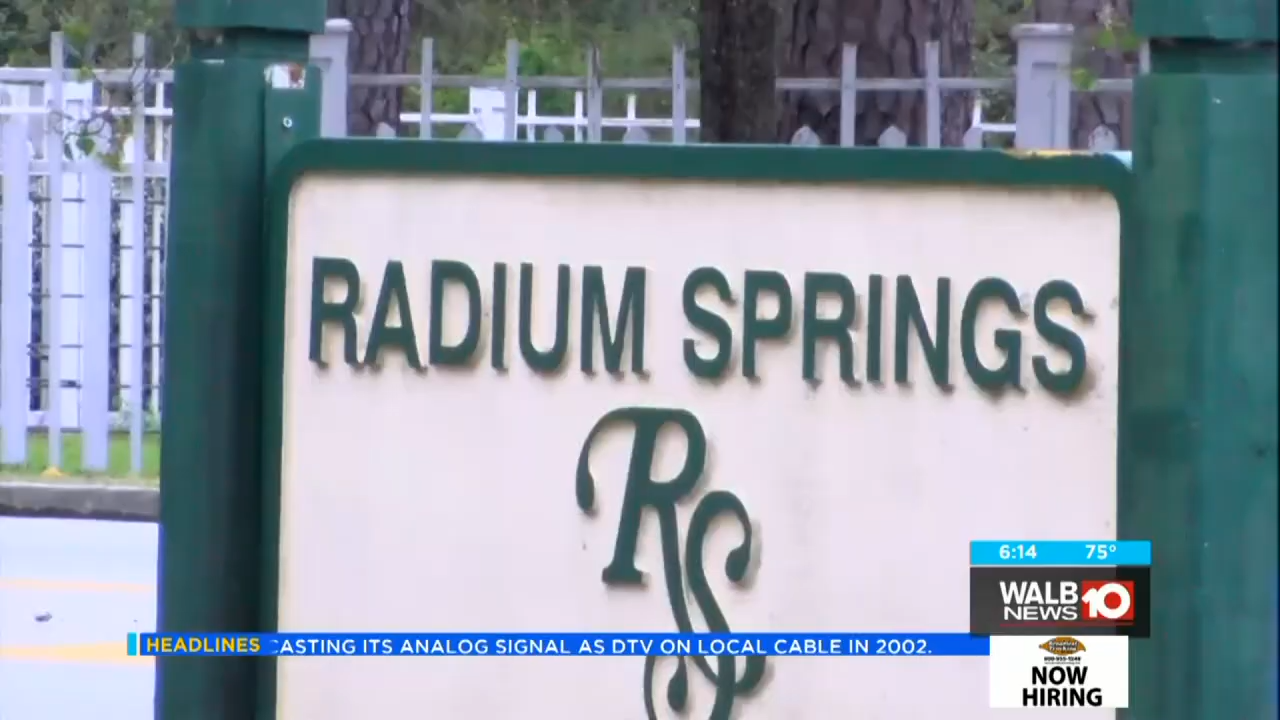 RADIUM SPRINGS
RS
6:14 75°
WALB
NEWS 10
HEADLINES CASTING ITS ANALOG SIGNAL AS DTV ON LOCAL CABLE IN 2002.
NOW
HIRING